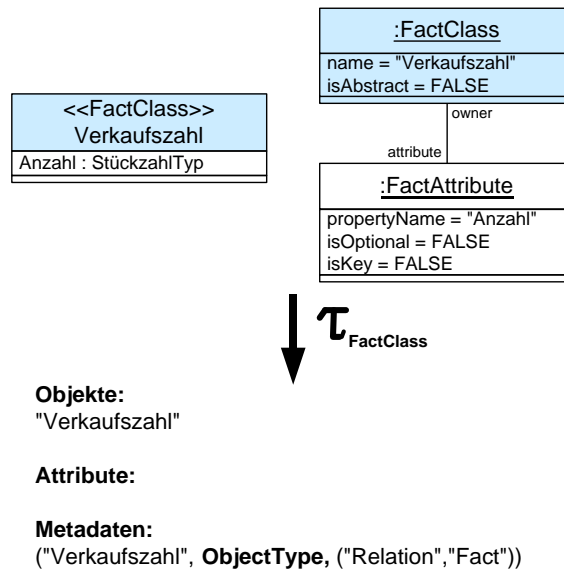 <<FactClass>>
Verkaufszahl
Anzahl : StückzahlTyp
:FactClass
name = "Verkaufszahl"
isAbstract = FALSE
owner
attribute
:FactAttribute
propertyName = "Anzahl"
isOptional = FALSE
isKey = FALSE
τ FactClass
Objekte:
"Verkaufszahl"
Attribute:
Metadaten:
("Verkaufszahl", ObjectType, ("Relation","Fact"))